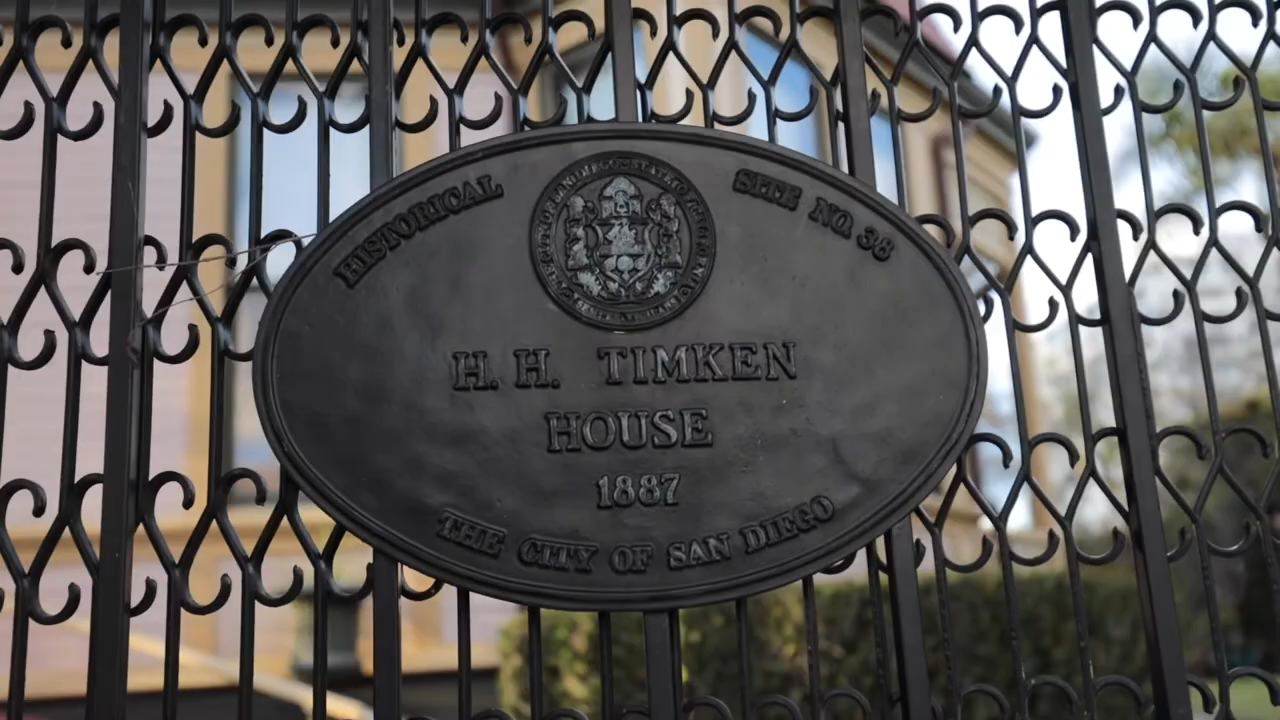 HISTORICAL SITE NO. 36
H. H. TIMKEN
HOUSE
1887
THE CITY OF SAN DIEGO